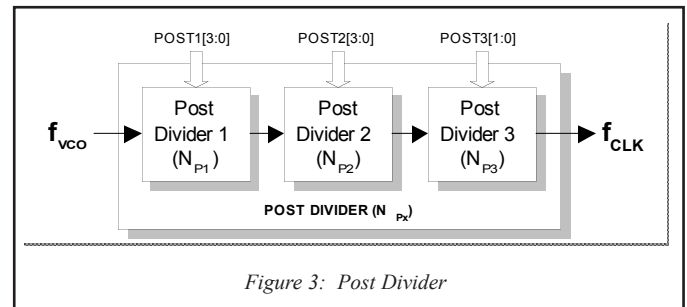 POST1[3:0] POST2[3:0] POST3[1:0]
Post Divider 1 (NP1)
Post Divider 2 (NP2)
Post Divider 3 (NP3)
fVCO
fCLK
POST DIVIDER (N Px)
Figure 3: Post Divider